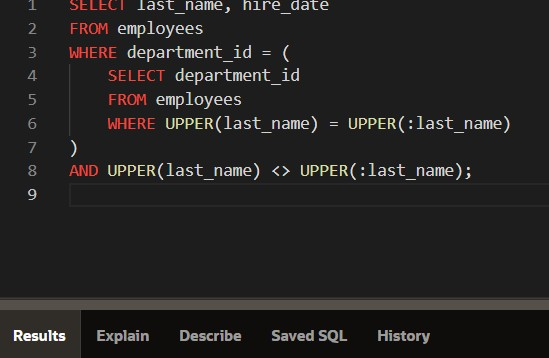 1 SELECT last_name, hire_date
2 FROM employees
3 WHERE department_id = (
4 SELECT department_id
5 FROM employees
6 WHERE UPPER(last_name) = UPPER(:last_name)
7 )
8 AND UPPER(last_name) <> UPPER(:last_name);
9
Results Explain Describe Saved SQL History